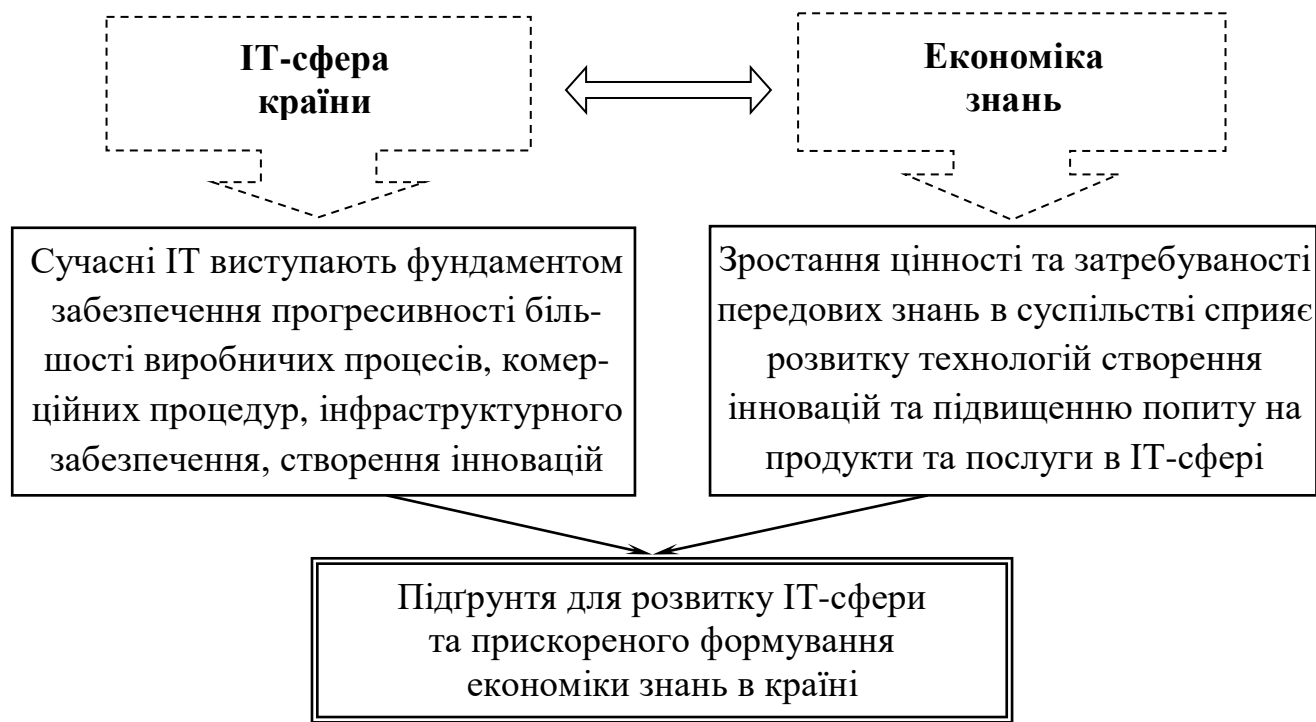 ІТ-сфера
країни
Економіка
знань
Сучасні ІТ виступають фундаментом
забезпечення прогресивності біль-
шості виробничих процесів, комер-
ційних процедур, інфраструктурного
забезпечення, створення інновацій
Зростання цінності та затребуваності
передових знань в суспільстві сприяє
розвитку технологій створення
інновацій та підвищенню попиту на
продукти та послуги в ІТ-сфері
Підґрунтя для розвитку ІТ-сфери
та прискореного формування
економіки знань в країні